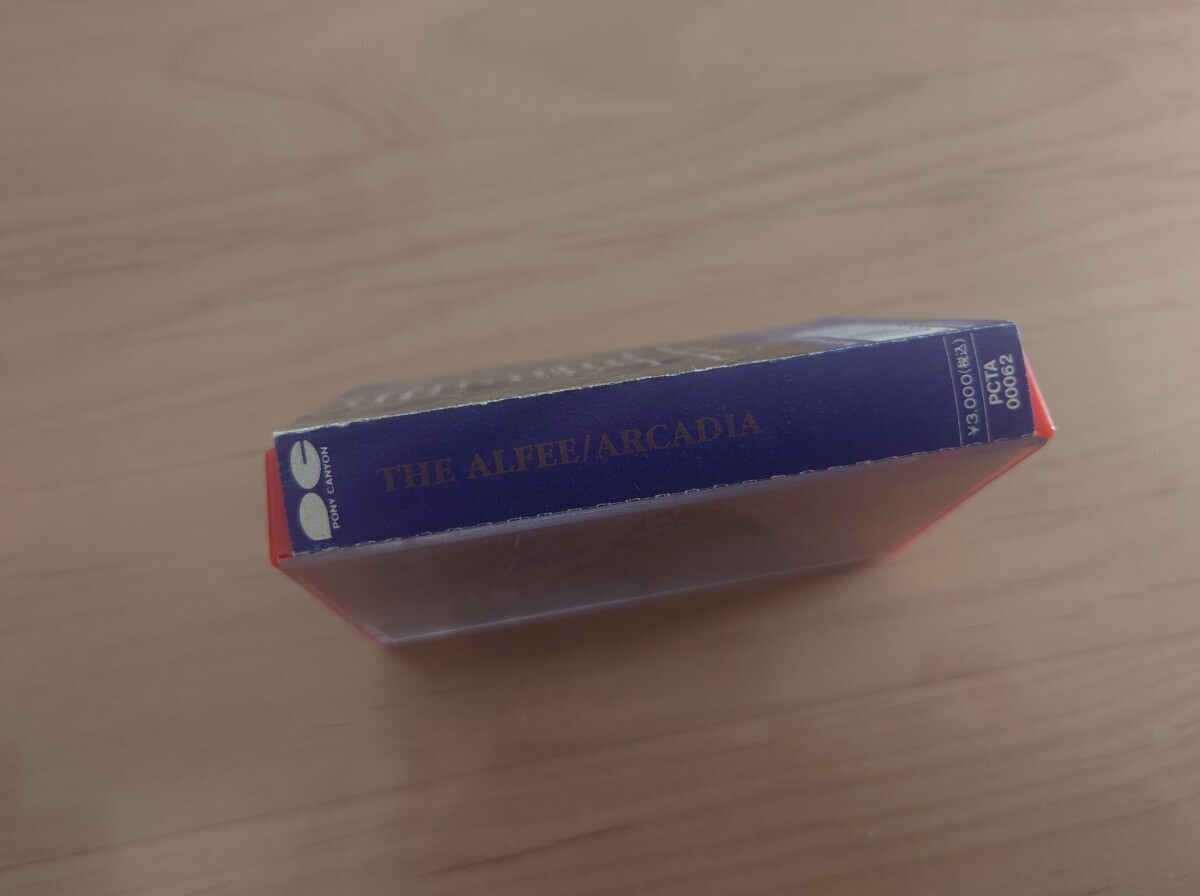 PONY CANYON
THE ALFEE/ARCADIA
¥3,000(税込)
PCTA
00062